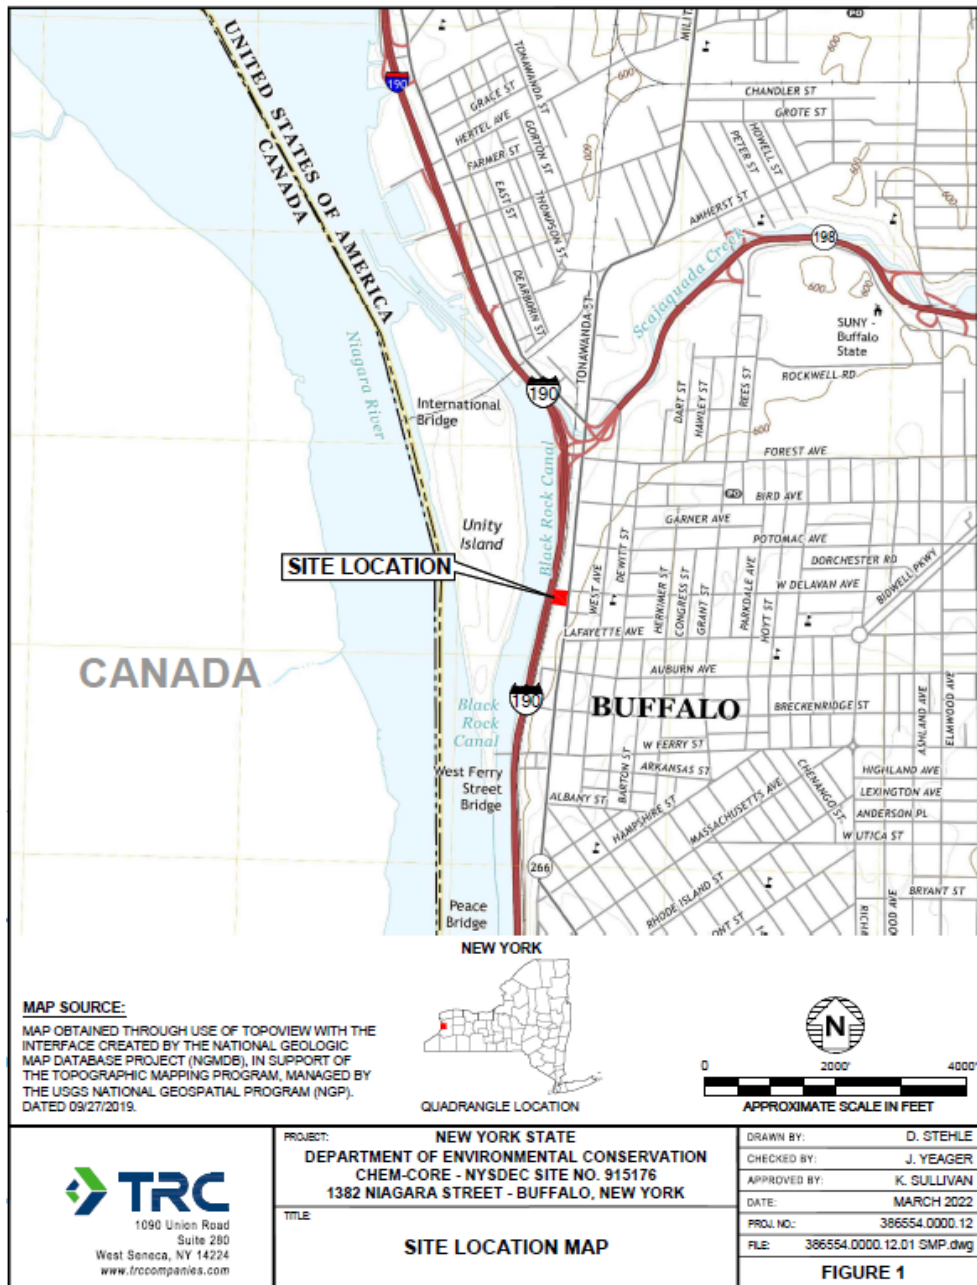 UNITED STATES OF AMERICA
CANADA
190
GRACE ST
HERTEL AVE
FARMER ST
TONAWANDA ST
GORTON ST
EAST ST
THOMPSON ST
DEARBORN ST
TONAWANDA ST
600
600
CHANDLER ST
GROTE ST
HOWELL ST
PETER ST
AMHERST ST
PO
600
600
600
198
Scajaquada Creek
SUNY -
Buffalo
State
ROCKWELL RD
Niagara River
International
Bridge
190
DART ST
HAWLEY ST
REES ST
600
FOREST AVE
Black Rock Canal
PO
BIRD AVE
GARNER AVE
POTOMAC AVE
Unity
Island
SITE LOCATION
WEST AVE
DEWITT ST
HERKIMER ST
CONGRESS ST
GRANT ST
PARKDALE AVE
HOYT ST
DORCHESTER RD
W DELAVAN AVE
BIDWELL PKWY
LAFAYETTE AVE
CANADA
AUBURN AVE
190
BUFFALO
BRECKENRIDGE ST
ASHLAND AVE
ELMWOOD AVE
Black
Rock
Canal
W FERRY ST
West Ferry
Street
Bridge
ARKANSAS ST
BARTON ST
ALBANY ST
HAMPSHIRE ST
MASSACHUSETTS AVE
CHENANGO ST
HIGHLAND AVE
LEXINGTON AVE
ANDERSON PL
W UTICA ST
266
RHODE ISLAND ST
BRYANT ST
Peace
Bridge
ONT ST
RICH
OOD AVE
NEW YORK
MAP SOURCE:
MAP OBTAINED THROUGH USE OF TOPOVIEW WITH THE
INTERFACE CREATED BY THE NATIONAL GEOLOGIC
MAP DATABASE PROJECT (NGMDB), IN SUPPORT OF
THE TOPOGRAPHIC MAPPING PROGRAM, MANAGED BY
THE USGS NATIONAL GEOSPATIAL PROGRAM (NGP).
DATED 09/27/2019.
QUADRANGLE LOCATION
N
0 2000' 4000'
APPROXIMATE SCALE IN FEET
TRC
1090 Union Road
Suite 280
West Seneca, NY 14224
www.trccompanies.com
PROJECT: NEW YORK STATE
DEPARTMENT OF ENVIRONMENTAL CONSERVATION
CHEM-CORE - NYSDEC SITE NO. 915176
1382 NIAGARA STREET - BUFFALO, NEW YORK
TITLE:
SITE LOCATION MAP
DRAWN BY: D. STEHLE
CHECKED BY: J. YEAGER
APPROVED BY: K. SULLIVAN
DATE: MARCH 2022
PROJ. NO.: 386554.0000.12
FILE: 386554.0000.12.01 SMP.dwg
FIGURE 1